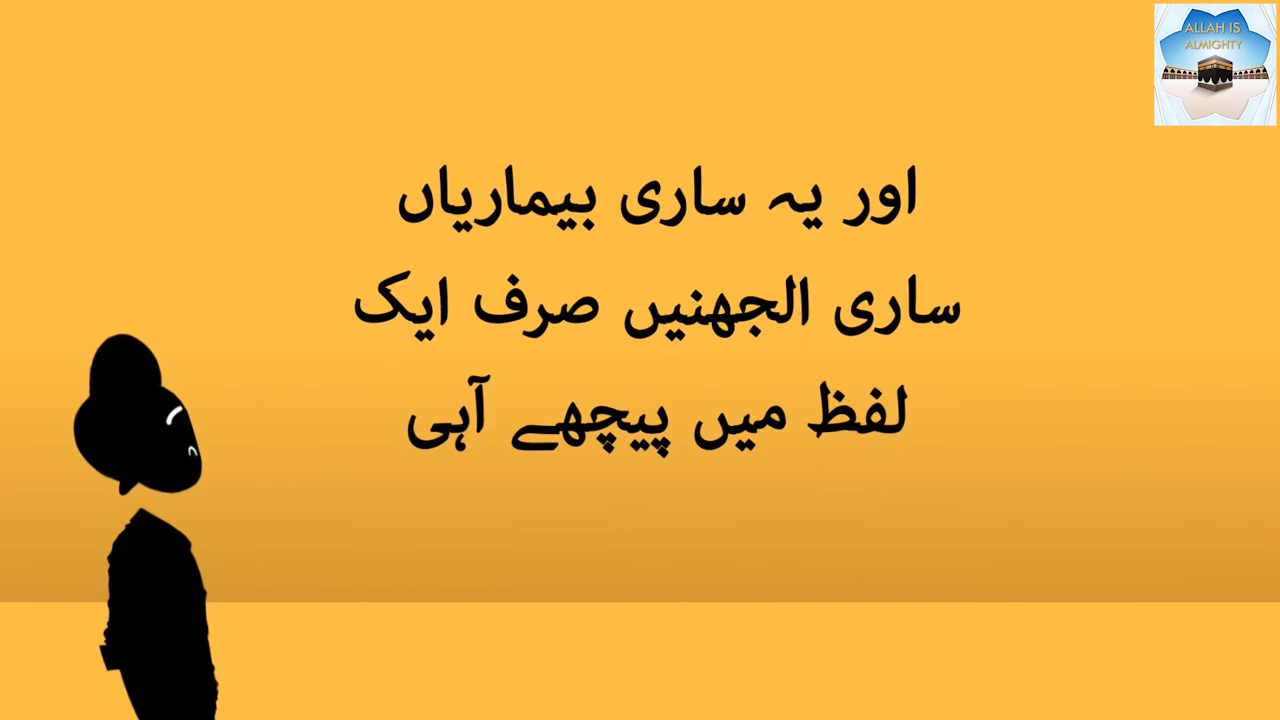 ALLAH IS
ALMIGHTY
اور یہ ساری بیماریاں
ساری الجھنیں صرف ایک
لفظ میں پیچھے آہی